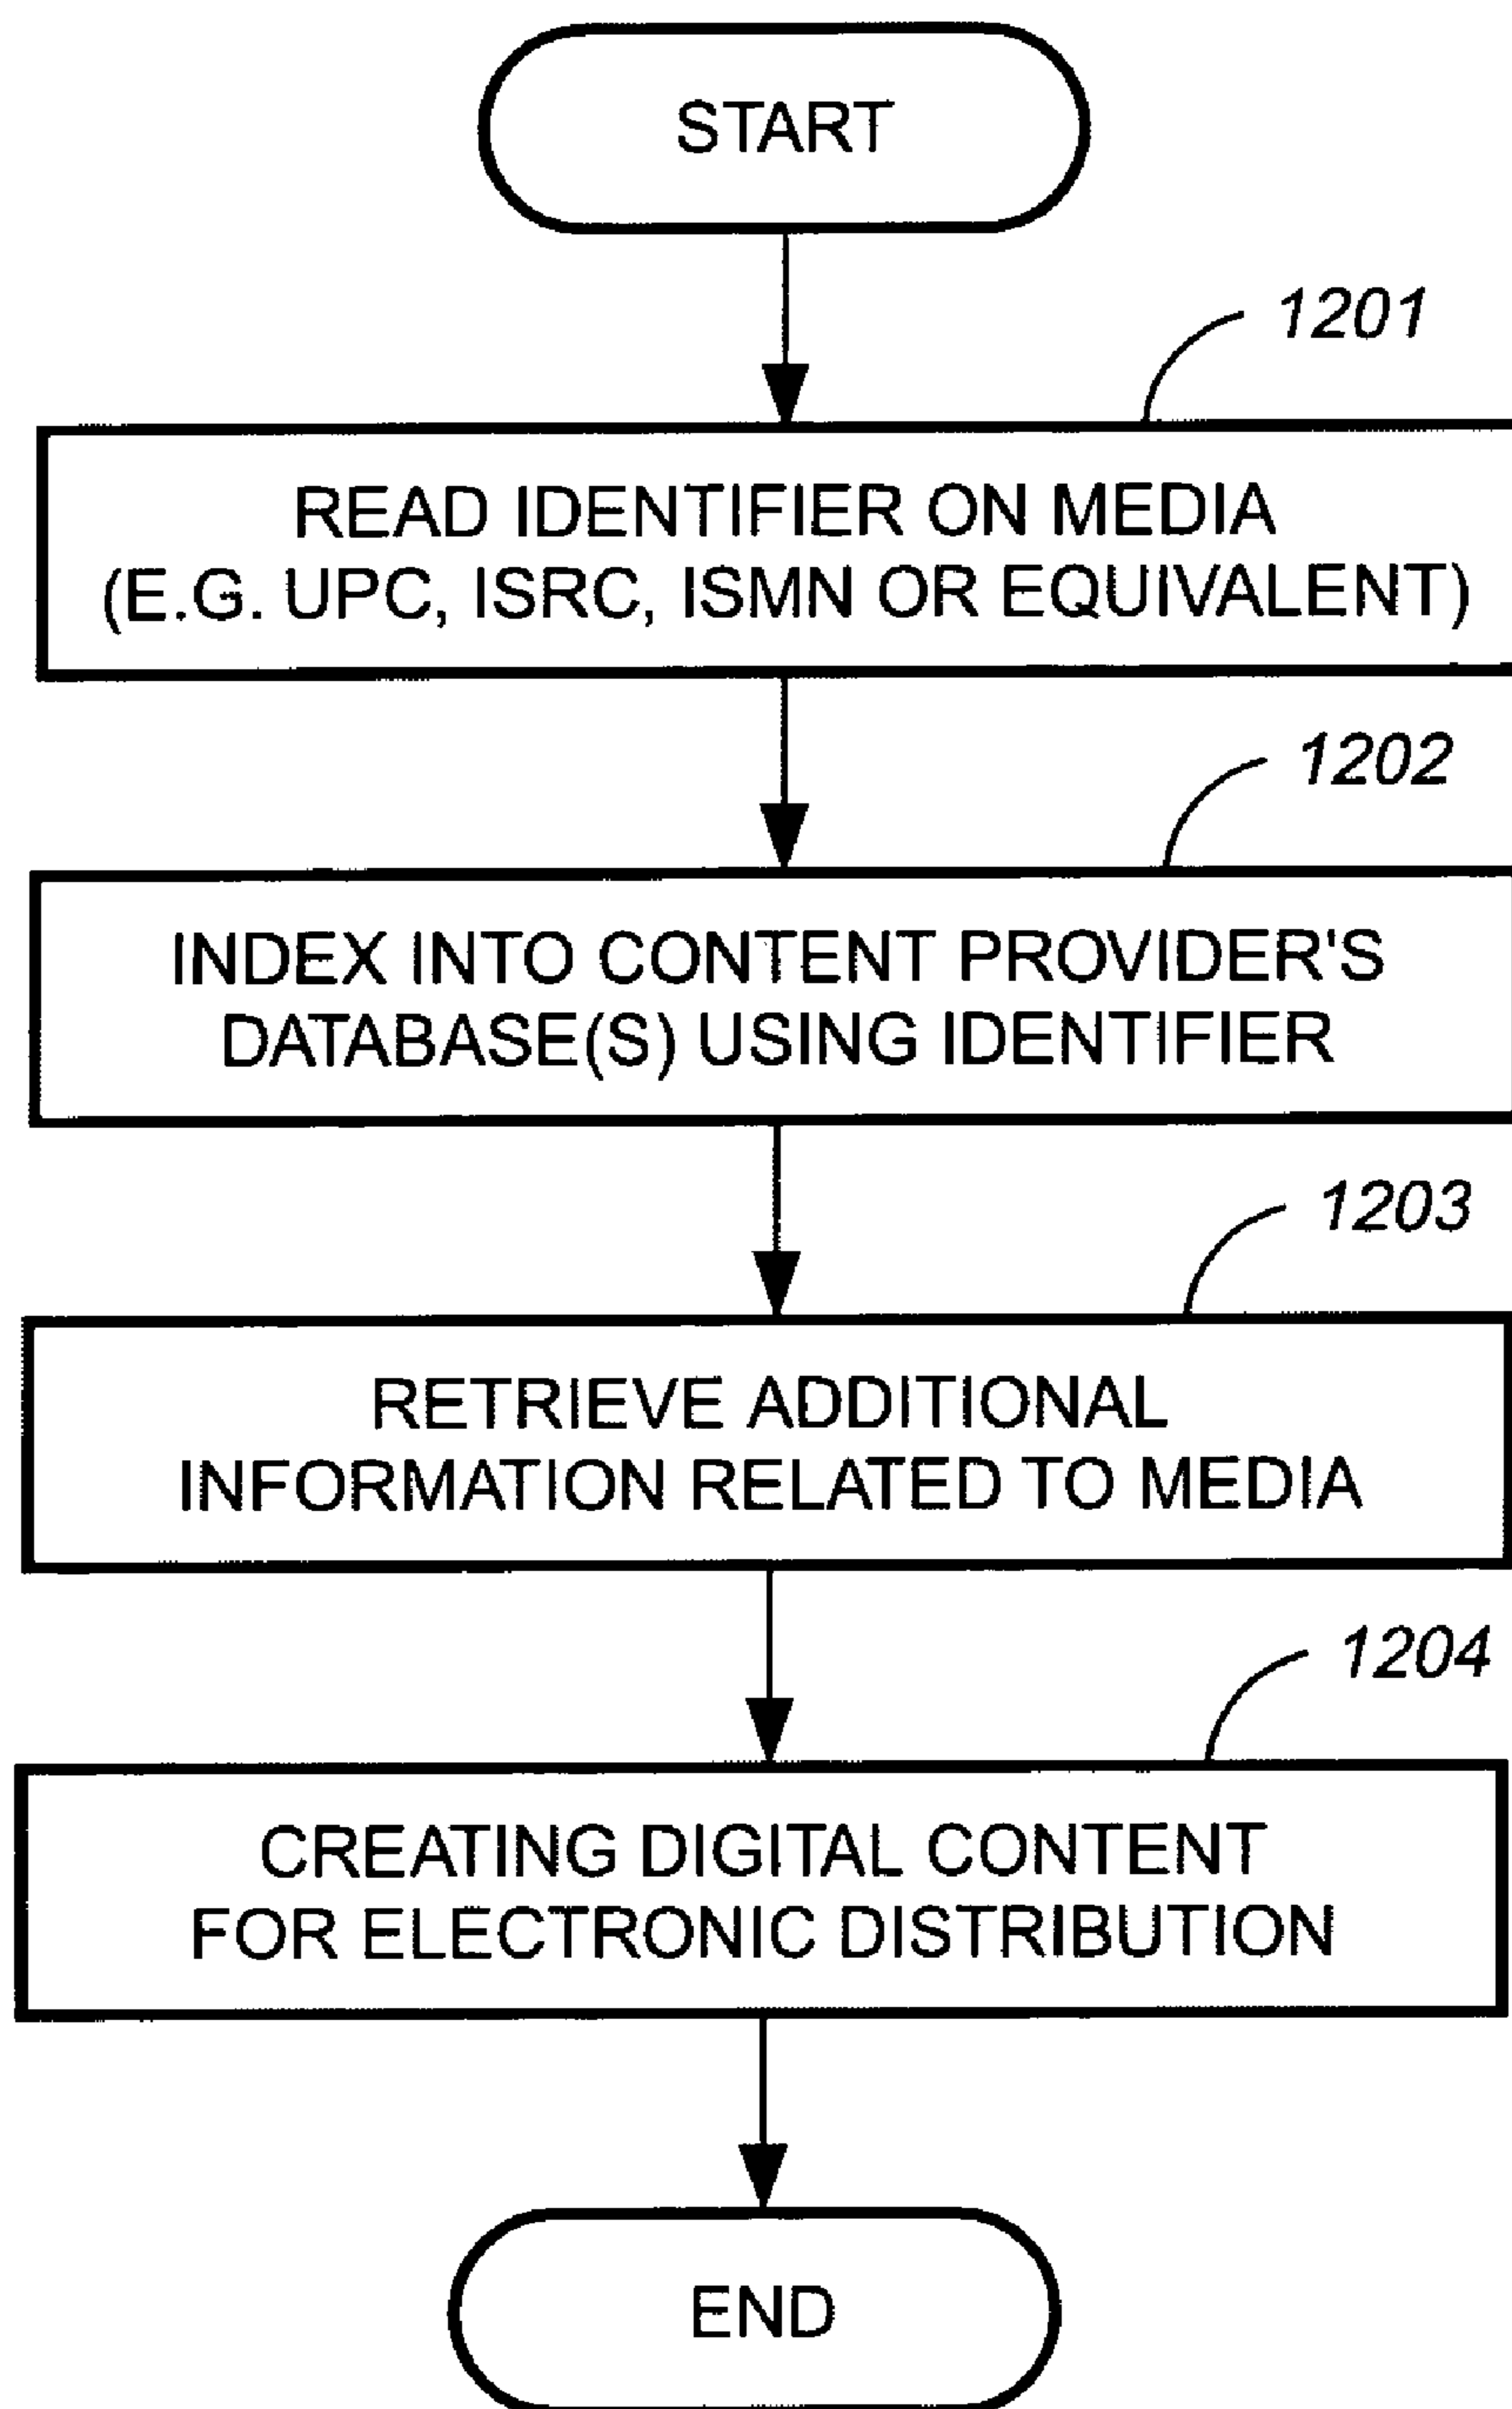 START
1201
READ IDENTIFIER ON MEDIA
(E.G. UPC, ISRC, ISMN OR EQUIVALENT)
1202
INDEX INTO CONTENT PROVIDER'S
DATABASE(S) USING IDENTIFIER
1203
RETRIEVE ADDITIONAL
INFORMATION RELATED TO MEDIA
1204
CREATING DIGITAL CONTENT
FOR ELECTRONIC DISTRIBUTION
END